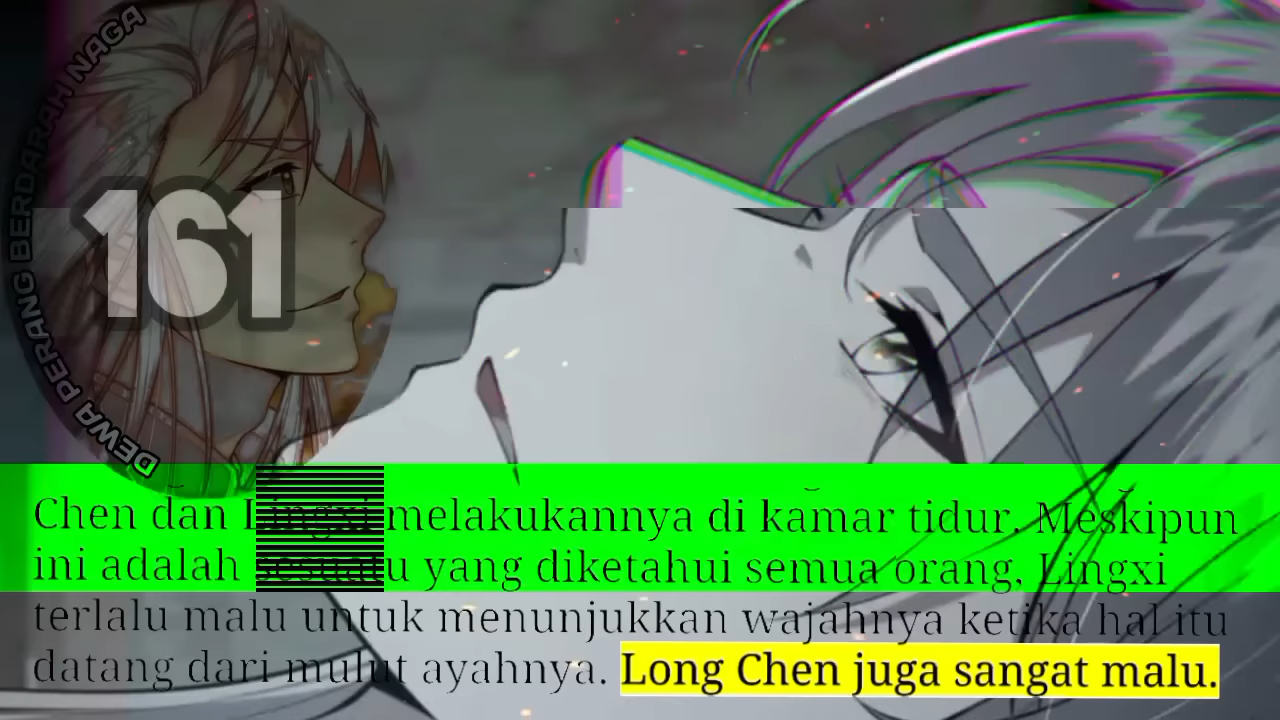 DEWA PERANG BERDARAH NAGA
161
Chen dan Lingxi melakukannya di kamar tidur. Meskipun
ini adalah sesuatu yang diketahui semua orang, Lingxi
terlalu malu untuk menunjukkan wajahnya ketika hal itu
datang dari mulut ayahnya. Long Chen juga sangat malu.